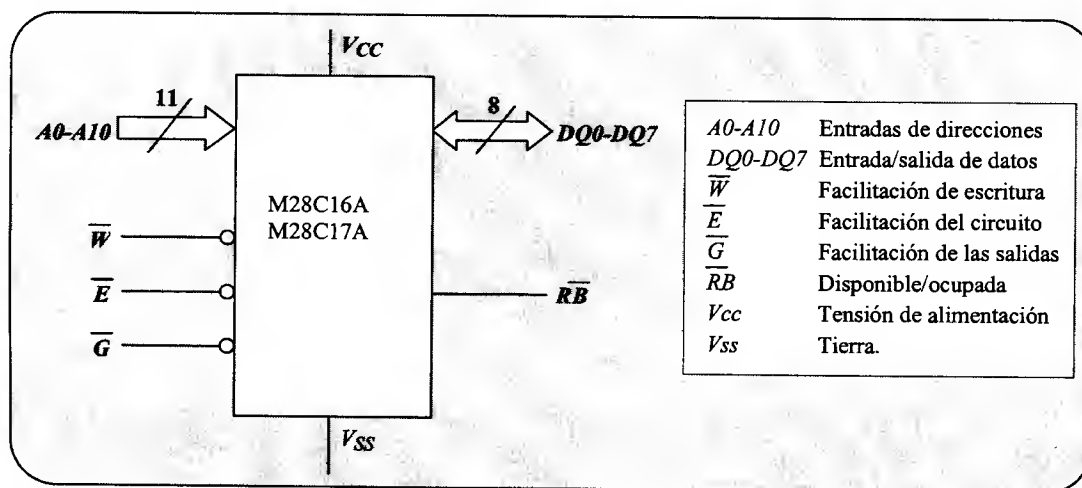 VCC
11
A0-A10
8
DQ0-DQ7
M28C16A
M28C17A
W̅
E̅
G̅
RB̅
VSS
A0-A10 Entradas de direcciones
DQ0-DQ7 Entrada/salida de datos
W̅ Facilitación de escritura
E̅ Facilitación del circuito
G̅ Facilitación de las salidas
R̅B̅ Disponible/ocupada
Vcc Tensión de alimentación
Vss Tierra.